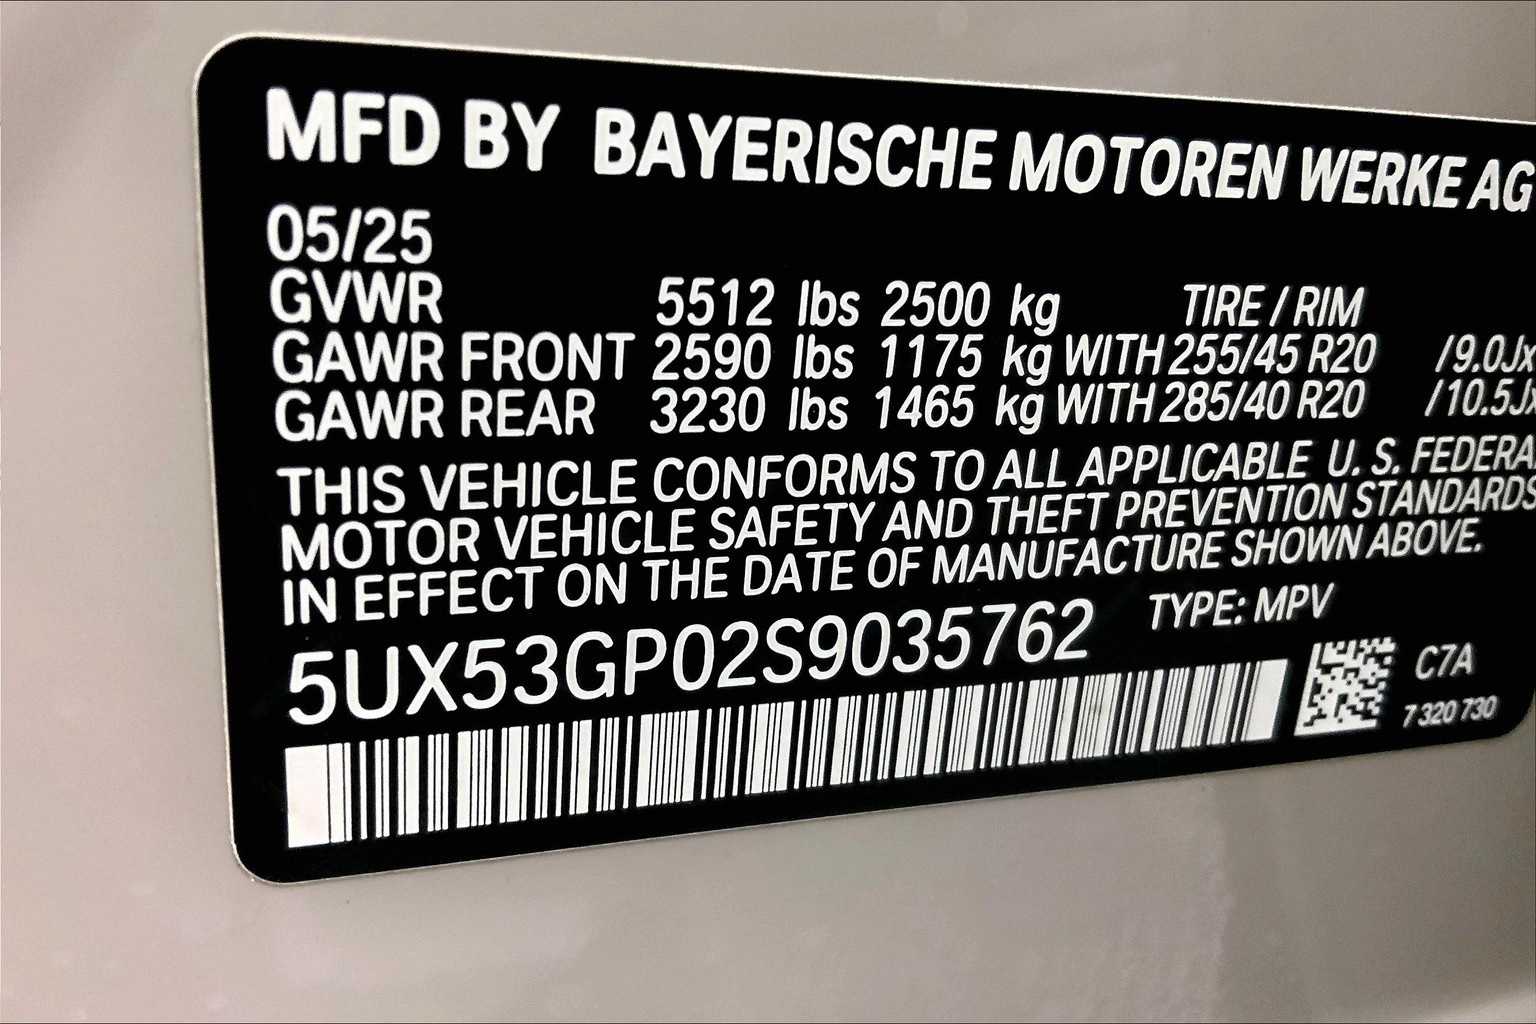 MFD BY BAYERISCHE MOTOREN WERKE AG
05/25
GVWR 5512 lbs 2500 kg TIRE / RIM
GAWR FRONT 2590 lbs 1175 kg WITH 255/45 R20 /9.0Jx
GAWR REAR 3230 lbs 1465 kg WITH 285/40 R20 /10.5Jx
THIS VEHICLE CONFORMS TO ALL APPLICABLE U. S. FEDERAL
MOTOR VEHICLE SAFETY AND THEFT PREVENTION STANDARDS
IN EFFECT ON THE DATE OF MANUFACTURE SHOWN ABOVE.
5UX53GP02S9035762 TYPE: MPV
C7A
7 320 730